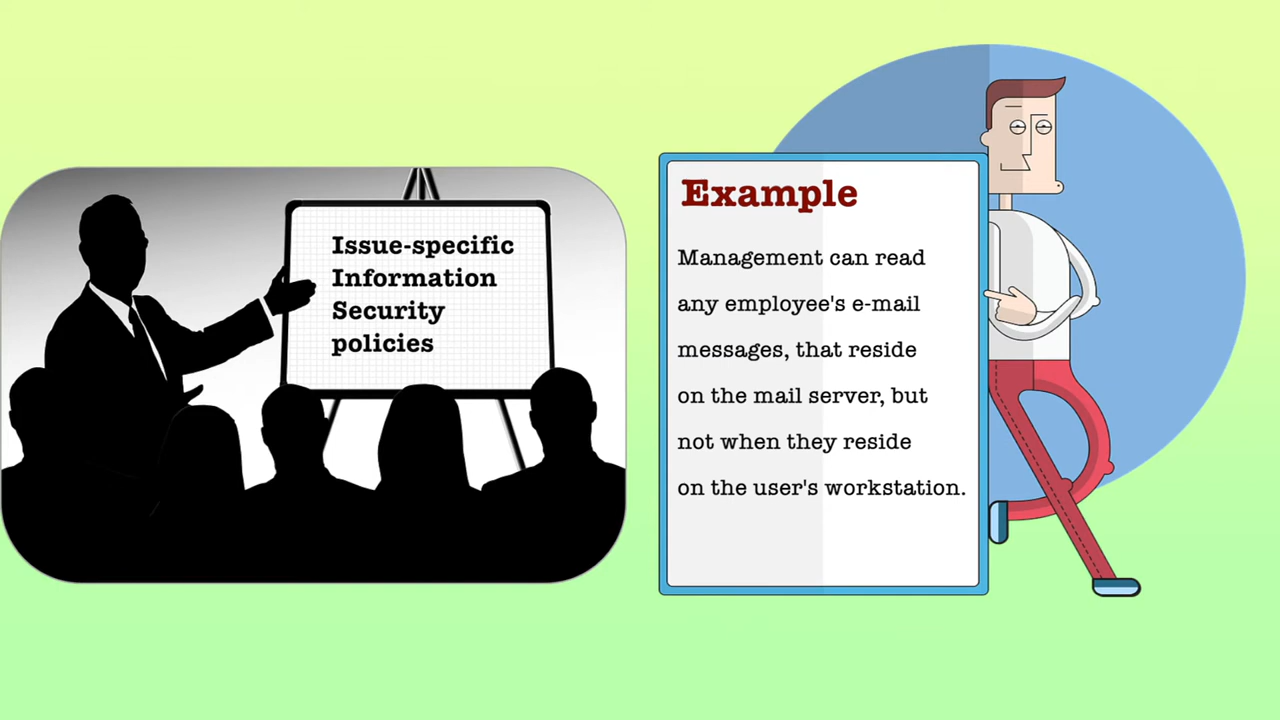 Issue-specific
Information
Security
policies
Example
Management can read
any employee's e-mail
messages, that reside
on the mail server, but
not when they reside
on the user's workstation.